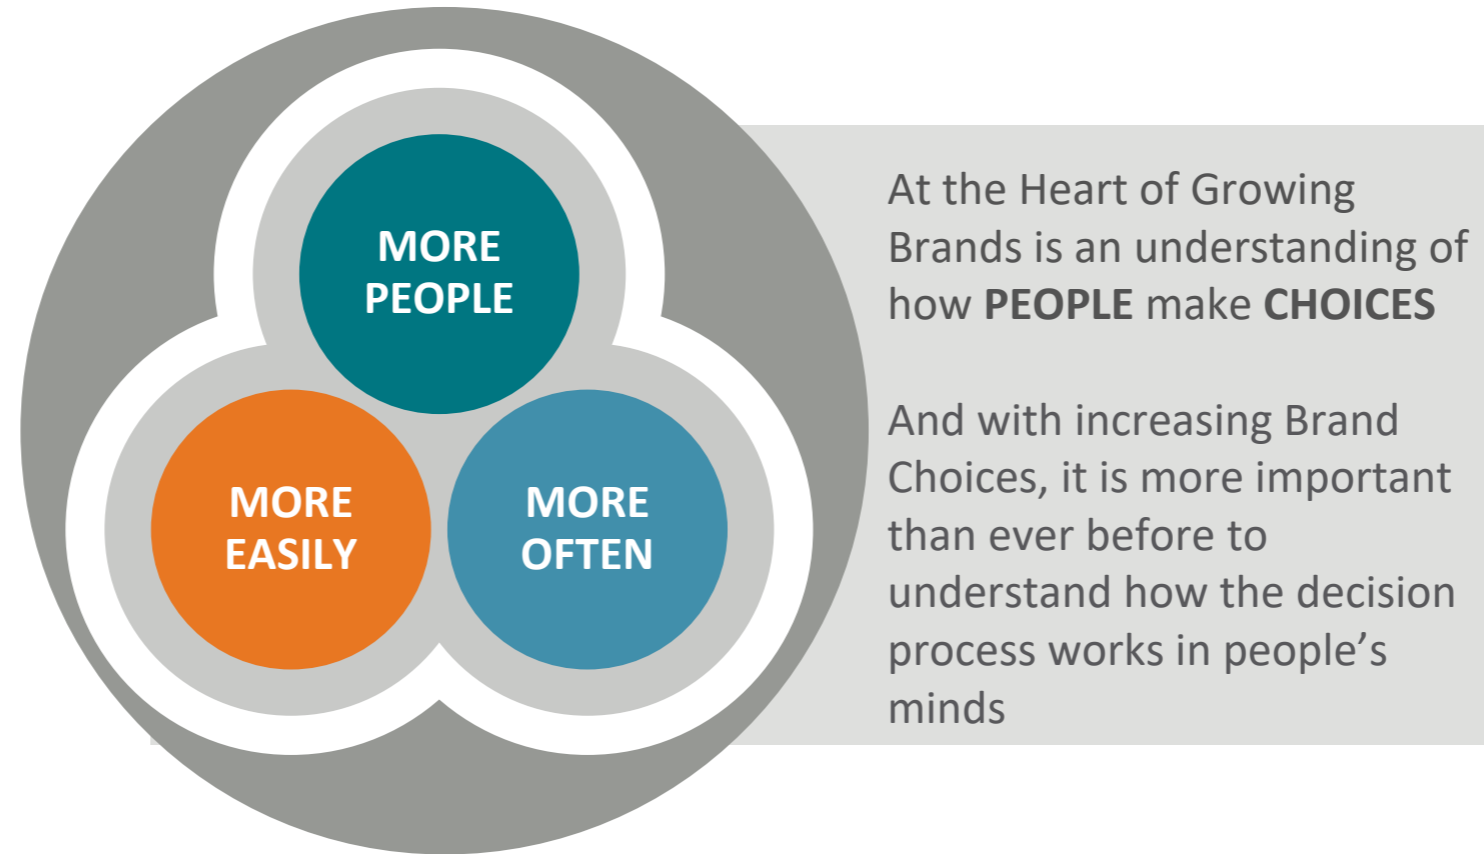 MORE
PEOPLE
MORE
EASILY
MORE
OFTEN
At the Heart of Growing
Brands is an understanding of
how PEOPLE make CHOICES
And with increasing Brand
Choices, it is more important
than ever before to
understand how the decision
process works in people’s
minds